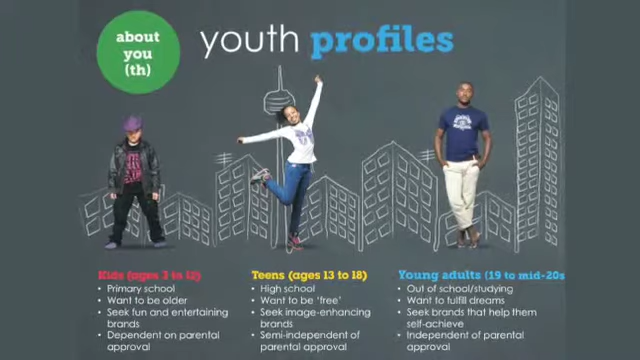 about
you
(th)
youth profiles
Kids (ages 7 to 12)
• Primary school
• Want to be older
• Seek fun and entertaining
brands
• Dependent on parental
approval
Teens (ages 13 to 18)
• High school
• Want to be ‘free’
• Seek image-enhancing
brands
• Semi-independent of
parental approval
Young adults (19 to mid-20s
• Out of school/studying
• Want to fulfill dreams
• Seek brands that help them
self-achieve
• Independent of parental
approval